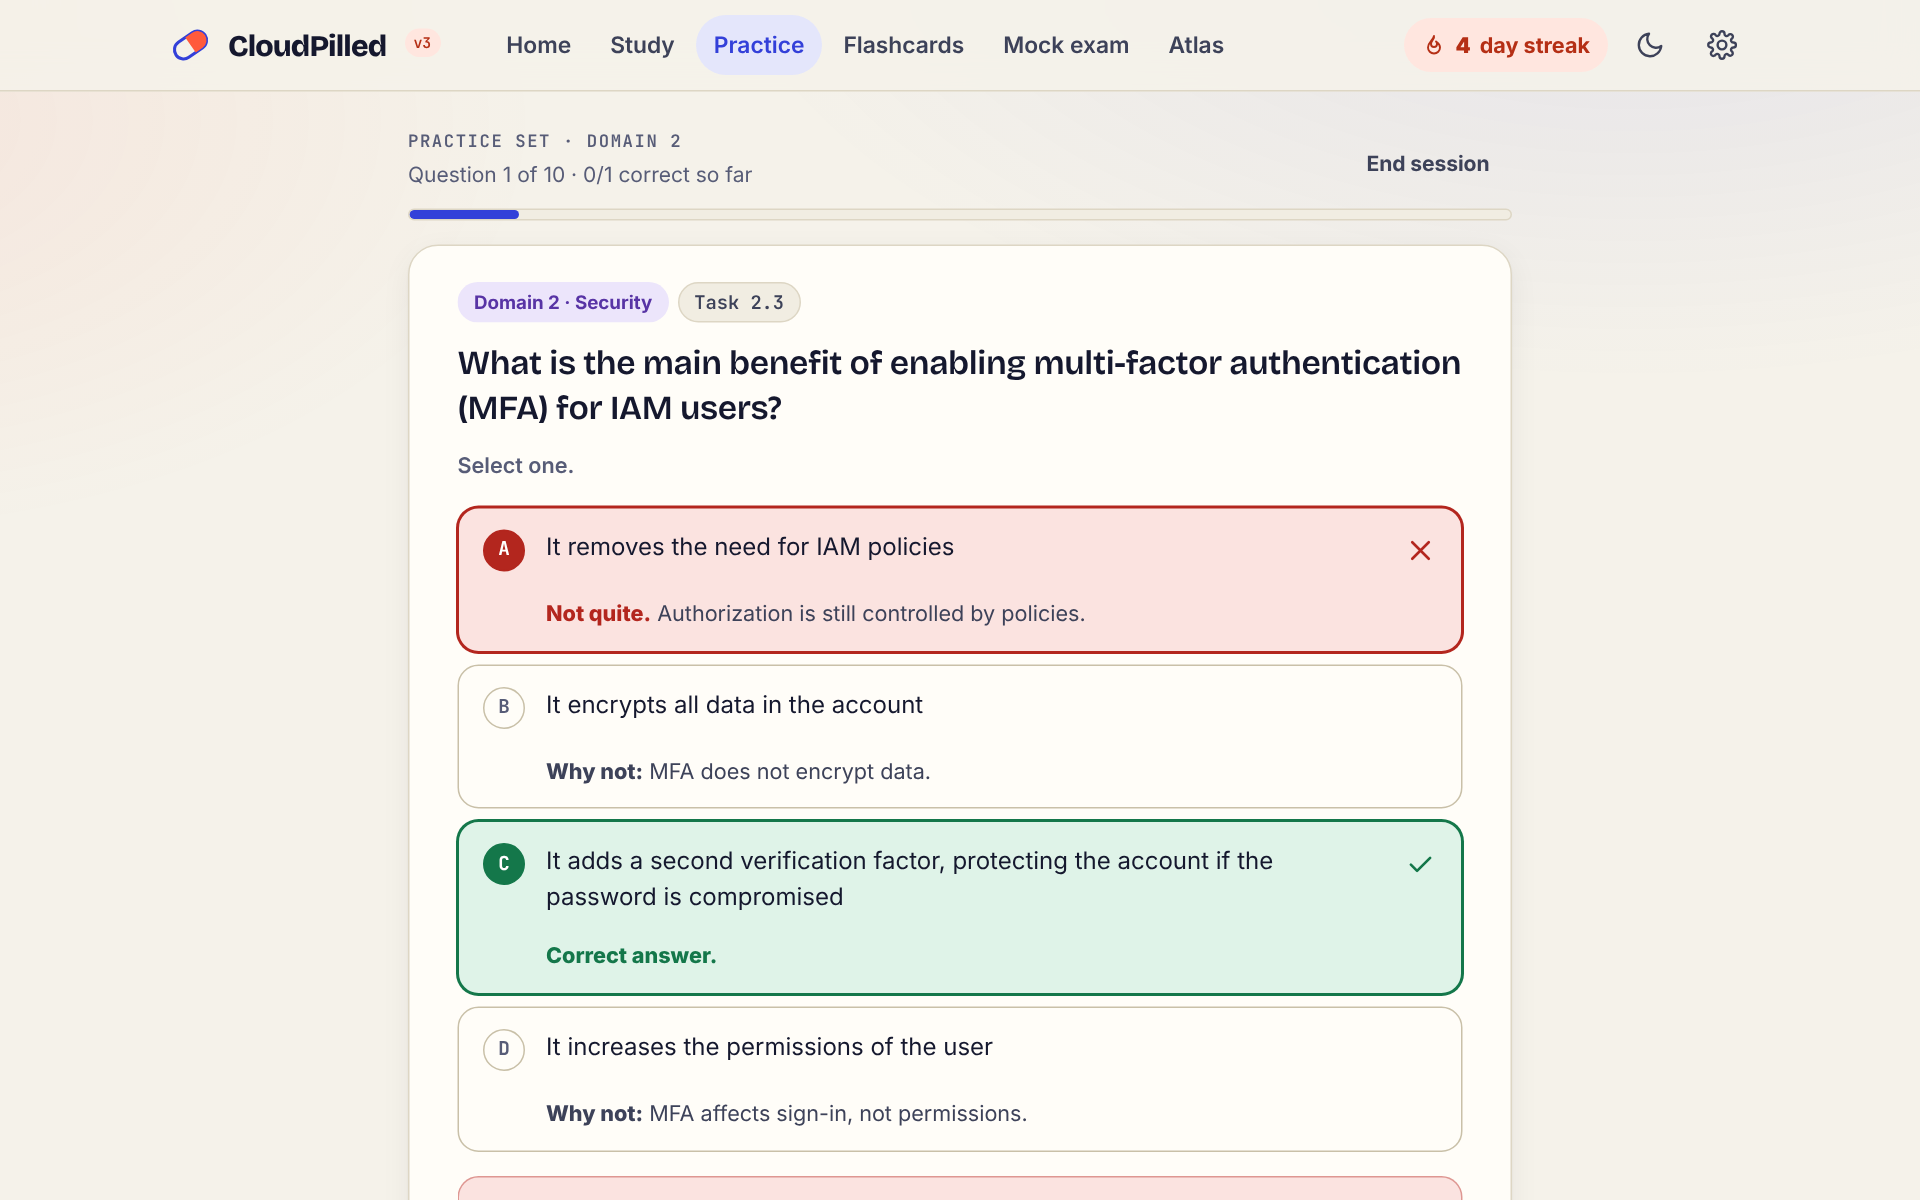 CloudPilled v3 Home Study Practice Flashcards Mock exam Atlas 4 day streak
PRACTICE SET · DOMAIN 2
Question 1 of 10 · 0/1 correct so far
End session
Domain 2 · Security Task 2.3
What is the main benefit of enabling multi-factor authentication
(MFA) for IAM users?
Select one.
A It removes the need for IAM policies
Not quite. Authorization is still controlled by policies.
B It encrypts all data in the account
Why not: MFA does not encrypt data.
C It adds a second verification factor, protecting the account if the
password is compromised
Correct answer.
D It increases the permissions of the user
Why not: MFA affects sign-in, not permissions.